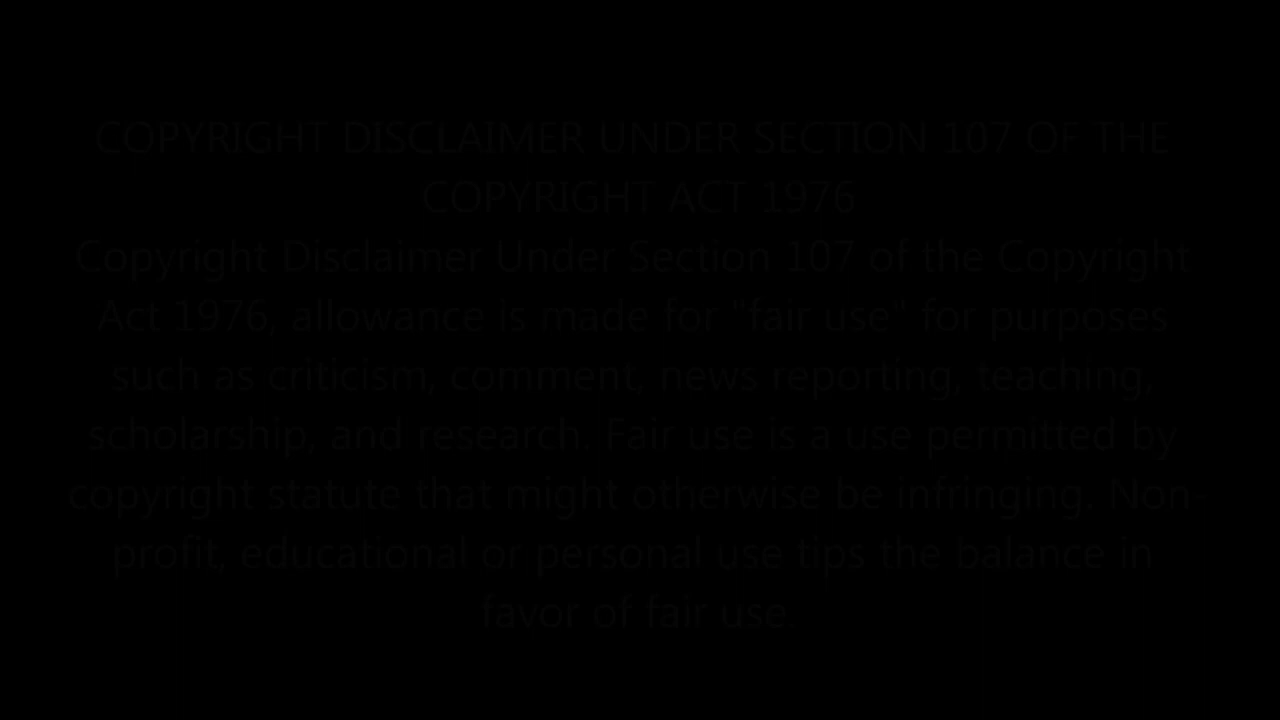 COPYRIGHT DISCLAIMER UNDER SECTION 107 OF THE
COPYRIGHT ACT 1976
Copyright Disclaimer Under Section 107 of the Copyright
Act 1976, allowance is made for "fair use" for purposes
such as criticism, comment, news reporting, teaching,
scholarship, and research. Fair use is a use permitted by
copyright statute that might otherwise be infringing. Non-
profit, educational or personal use tips the balance in
favor of fair use.